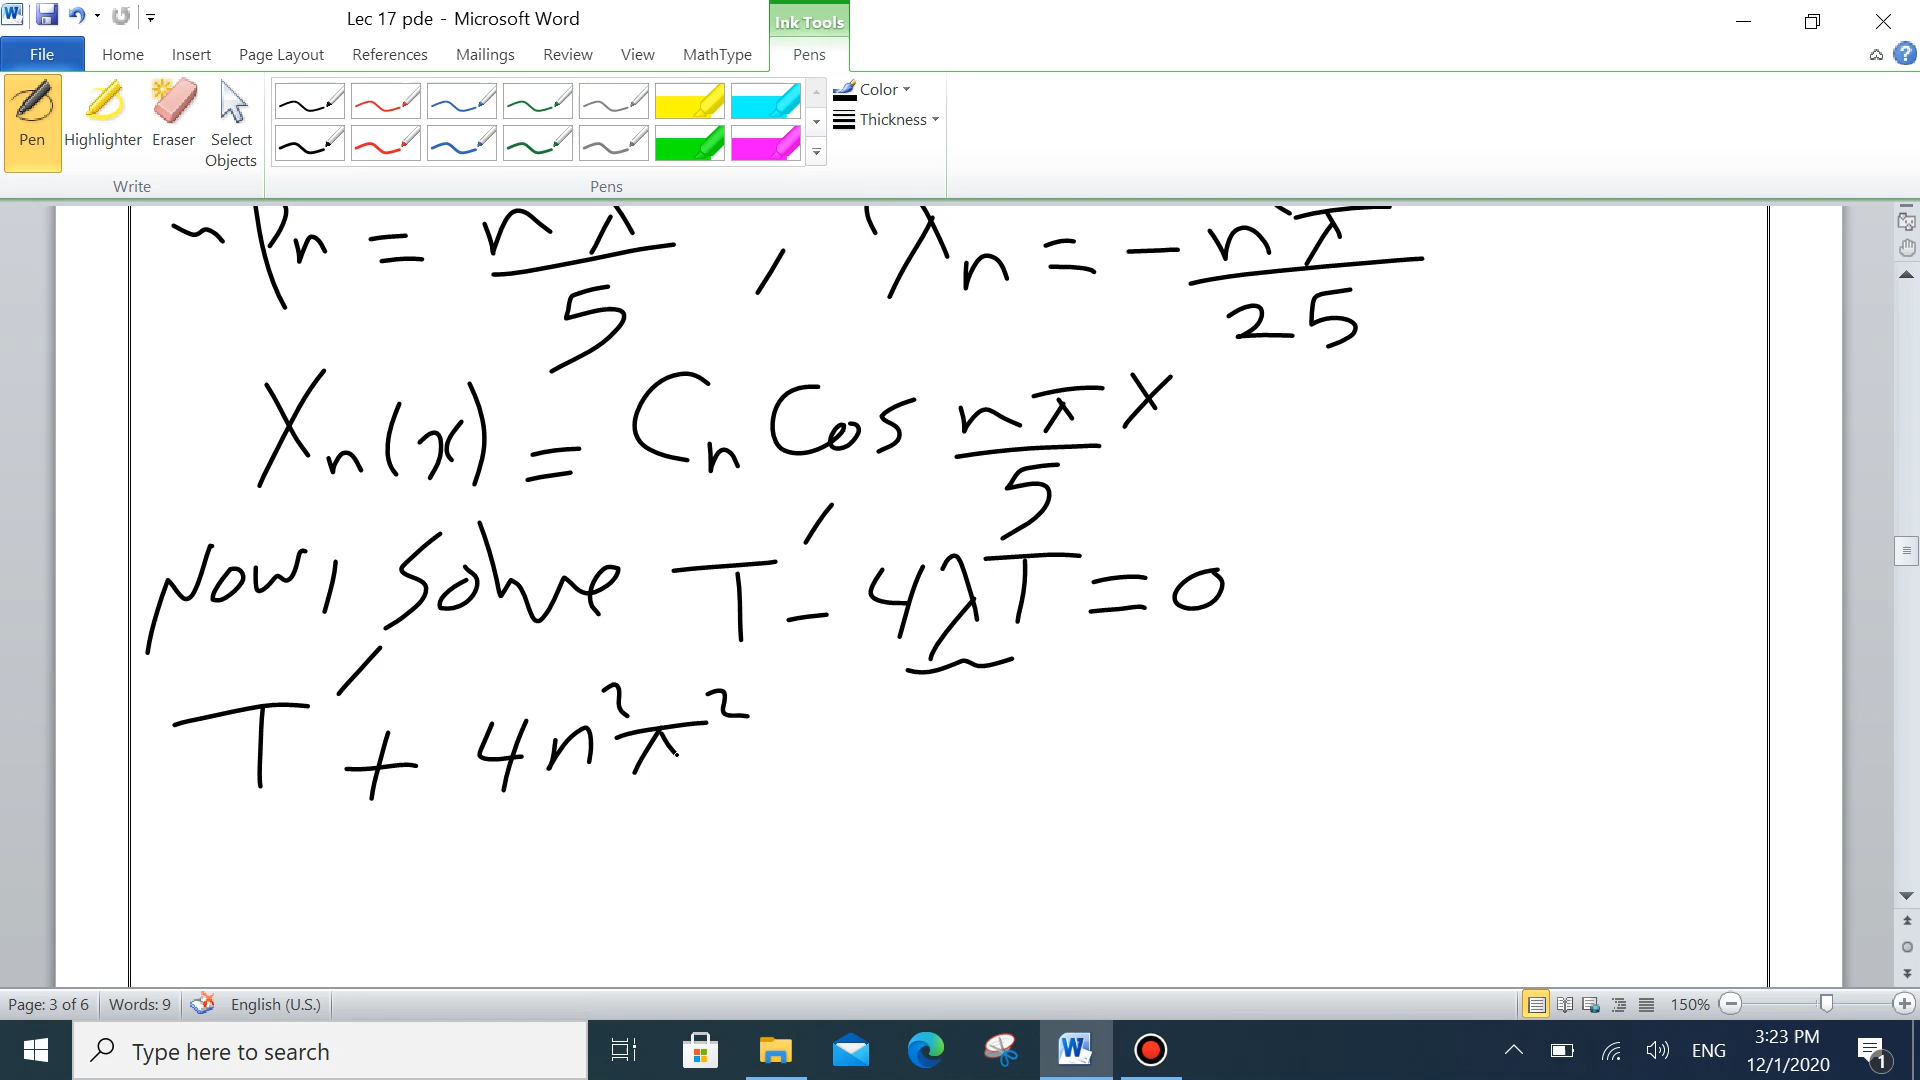 Lec 17 pde - Microsoft Word
Ink Tools
File Home Insert Page Layout References Mailings Review View MathType Pens
Pen Highlighter Eraser Select Objects
Color
Thickness
Write
Pens
Pn = nπ/5 , λn = -nπ/25
Xn(x) = Cn Cos nπx/5
Now, Solve T' - 4λT = 0
T' + 4n²π²
Page: 3 of 6 Words: 9 English (U.S.) 150%
Type here to search
ENG
3:23 PM
12/1/2020
1